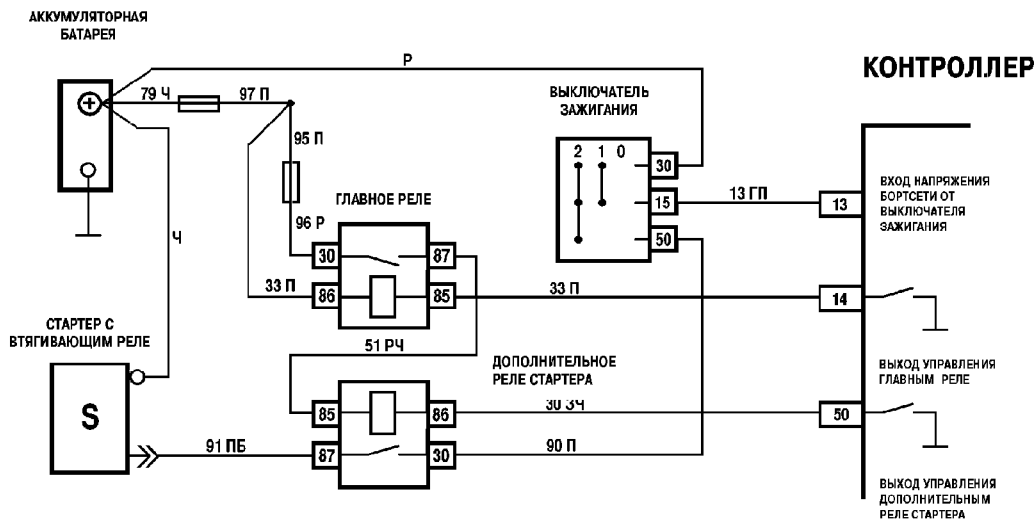 АККУМУЛЯТОРНАЯ
БАТАРЕЯ
Р
КОНТРОЛЛЕР
79 Ч
97 П
ВЫКЛЮЧАТЕЛЬ
ЗАЖИГАНИЯ
95 П
2 1 0
30
ГЛАВНОЕ РЕЛЕ
15
13 ГП
13
ВХОД НАПРЯЖЕНИЯ
БОРТСЕТИ ОТ
ВЫКЛЮЧАТЕЛЯ
ЗАЖИГАНИЯ
96 Р
50
Ч
30
87
33 П
86
85
33 П
14
СТАРТЕР С
ВТЯГИВАЮЩИМ РЕЛЕ
51 РЧ
ДОПОЛНИТЕЛЬНОЕ
РЕЛЕ СТАРТЕРА
ВЫХОД УПРАВЛЕНИЯ
ГЛАВНЫМ РЕЛЕ
S
85
86
30 ЗЧ
50
91 ПБ
87
30
90 П
ВЫХОД УПРАВЛЕНИЯ
ДОПОЛНИТЕЛЬНЫМ
РЕЛЕ СТАРТЕРА